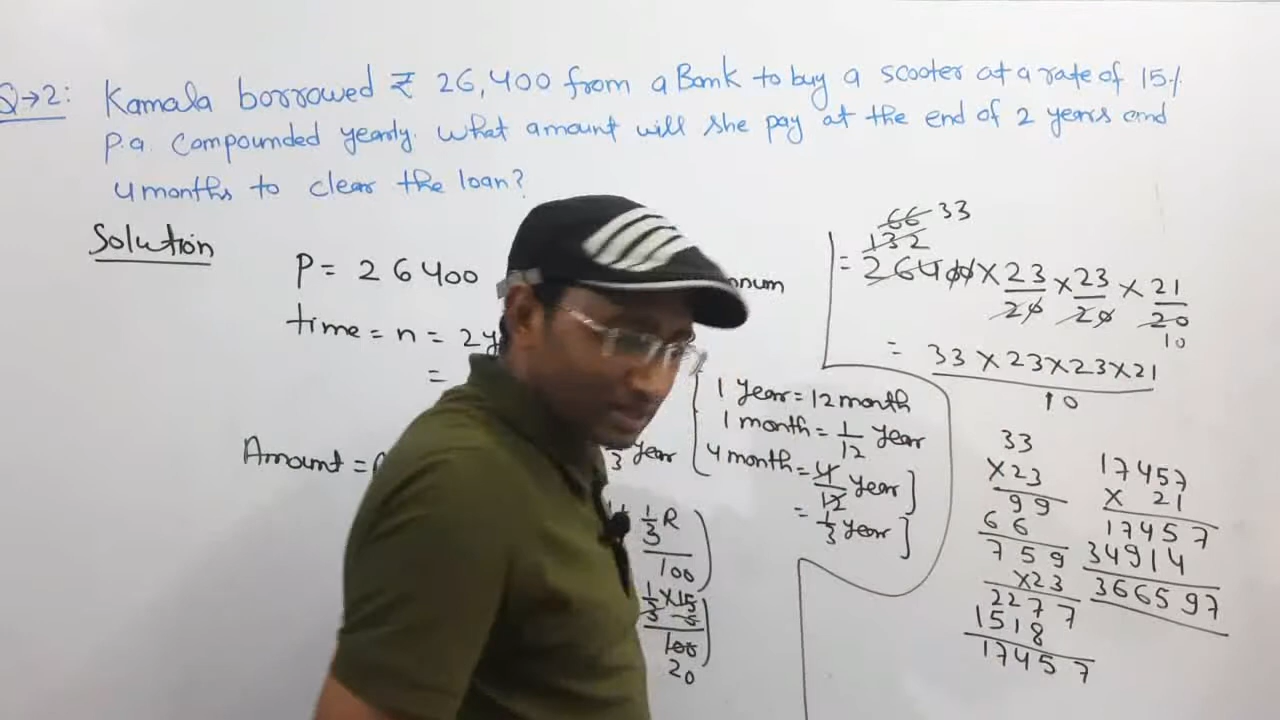 Q→2: Kamala borrowed ₹ 26,400 from a Bank to buy a scooter at a rate of 15%
p.a. Compounded yearly. What amount will she pay at the end of 2 years and
4 months to clear the loan?
Solution
P = 26400
time = n = 2y
=
Amount =
1/3 year
1/3 R
100
1/3 × 15
100
20
1 year = 12 month
1 month = 1/12 year
4 month = 4/12 year
= 1/3 year
66 33
132
= 26400 × 23/20 × 23/20 × 21/20
10
= 33 × 23 × 23 × 21
10
33
×23
99
66
759
×23
2277
1518
17457
17457
× 21
17457
34914
366597